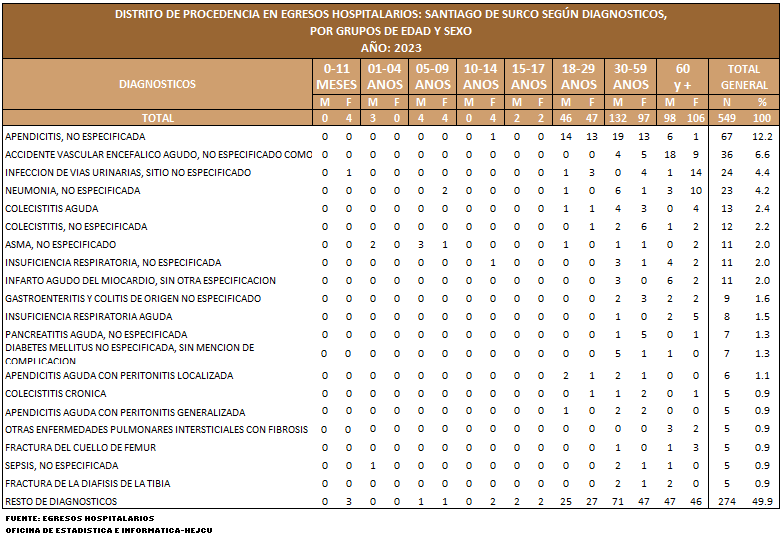 DISTRITO DE PROCEDENCIA EN EGRESOS HOSPITALARIOS: SANTIAGO DE SURCO SEGÚN DIAGNOSTICOS,
POR GRUPOS DE EDAD Y SEXO
AÑO: 2023
DIAGNOSTICOS 0-11 MESES 01-04 ANOS 05-09 ANOS 10-14 ANOS 15-17 ANOS 18-29 ANOS 30-59 ANOS 60 y + TOTAL GENERAL
M F M F M F M F M F M F M F M F N %
TOTAL 0 4 3 0 4 4 0 4 2 2 46 47 132 97 98 106 549 100.0
APENDICITIS, NO ESPECIFICADA 0 0 0 0 0 0 0 1 0 0 14 13 19 13 6 1 67 12.2
ACCIDENTE VASCULAR ENCEFALICO AGUDO, NO ESPECIFICADO COMO 0 0 0 0 0 0 0 0 0 0 0 0 4 5 18 9 36 6.6
INFECCION DE VIAS URINARIAS, SITIO NO ESPECIFICADO 0 1 0 0 0 0 0 0 0 0 1 3 0 4 1 14 24 4.4
NEUMONIA, NO ESPECIFICADA 0 0 0 0 0 2 0 0 0 0 1 0 6 1 3 10 23 4.2
COLECISTITIS AGUDA 0 0 0 0 0 0 0 0 0 0 1 1 4 3 0 4 13 2.4
COLECISTITIS, NO ESPECIFICADA 0 0 0 0 0 0 0 0 0 0 0 1 2 6 1 2 12 2.2
ASMA, NO ESPECIFICADO 0 0 2 0 3 1 0 0 0 0 1 0 1 1 0 2 11 2.0
INSUFICIENCIA RESPIRATORIA, NO ESPECIFICADA 0 0 0 0 0 0 0 1 0 0 0 0 3 1 4 2 11 2.0
INFARTO AGUDO DEL MIOCARDIO, SIN OTRA ESPECIFICACION 0 0 0 0 0 0 0 0 0 0 0 0 3 0 6 2 11 2.0
GASTROENTERITIS Y COLITIS DE ORIGEN NO ESPECIFICADO 0 0 0 0 0 0 0 0 0 0 0 0 2 3 2 2 9 1.6
INSUFICIENCIA RESPIRATORIA AGUDA 0 0 0 0 0 0 0 0 0 0 0 0 1 0 2 5 8 1.5
PANCREATITIS AGUDA, NO ESPECIFICADA 0 0 0 0 0 0 0 0 0 0 0 0 1 5 0 1 7 1.3
DIABETES MELLITUS NO ESPECIFICADA, SIN MENCION DE
COMPLICACION 0 0 0 0 0 0 0 0 0 0 0 0 5 1 1 0 7 1.3
APENDICITIS AGUDA CON PERITONITIS LOCALIZADA 0 0 0 0 0 0 0 0 0 0 2 1 2 1 0 0 6 1.1
COLECISTITIS CRONICA 0 0 0 0 0 0 0 0 0 0 0 1 1 2 0 1 5 0.9
APENDICITIS AGUDA CON PERITONITIS GENERALIZADA 0 0 0 0 0 0 0 0 0 0 1 0 2 2 0 0 5 0.9
OTRAS ENFERMEDADES PULMONARES INTERSTICIALES CON FIBROSIS 0 0 0 0 0 0 0 0 0 0 0 0 0 0 3 2 5 0.9
FRACTURA DEL CUELLO DE FEMUR 0 0 0 0 0 0 0 0 0 0 0 0 1 0 1 3 5 0.9
SEPSIS, NO ESPECIFICADA 0 0 1 0 0 0 0 0 0 0 0 0 2 1 1 0 5 0.9
FRACTURA DE LA DIAFISIS DE LA TIBIA 0 0 0 0 0 0 0 0 0 0 0 0 2 1 2 0 5 0.9
RESTO DE DIAGNOSTICOS 0 3 0 0 1 1 0 2 2 2 25 27 71 47 47 46 274 49.9
FUENTE: EGRESOS HOSPITALARIOS
OFICINA DE ESTADISTICA E INFORMATICA-HEJCU